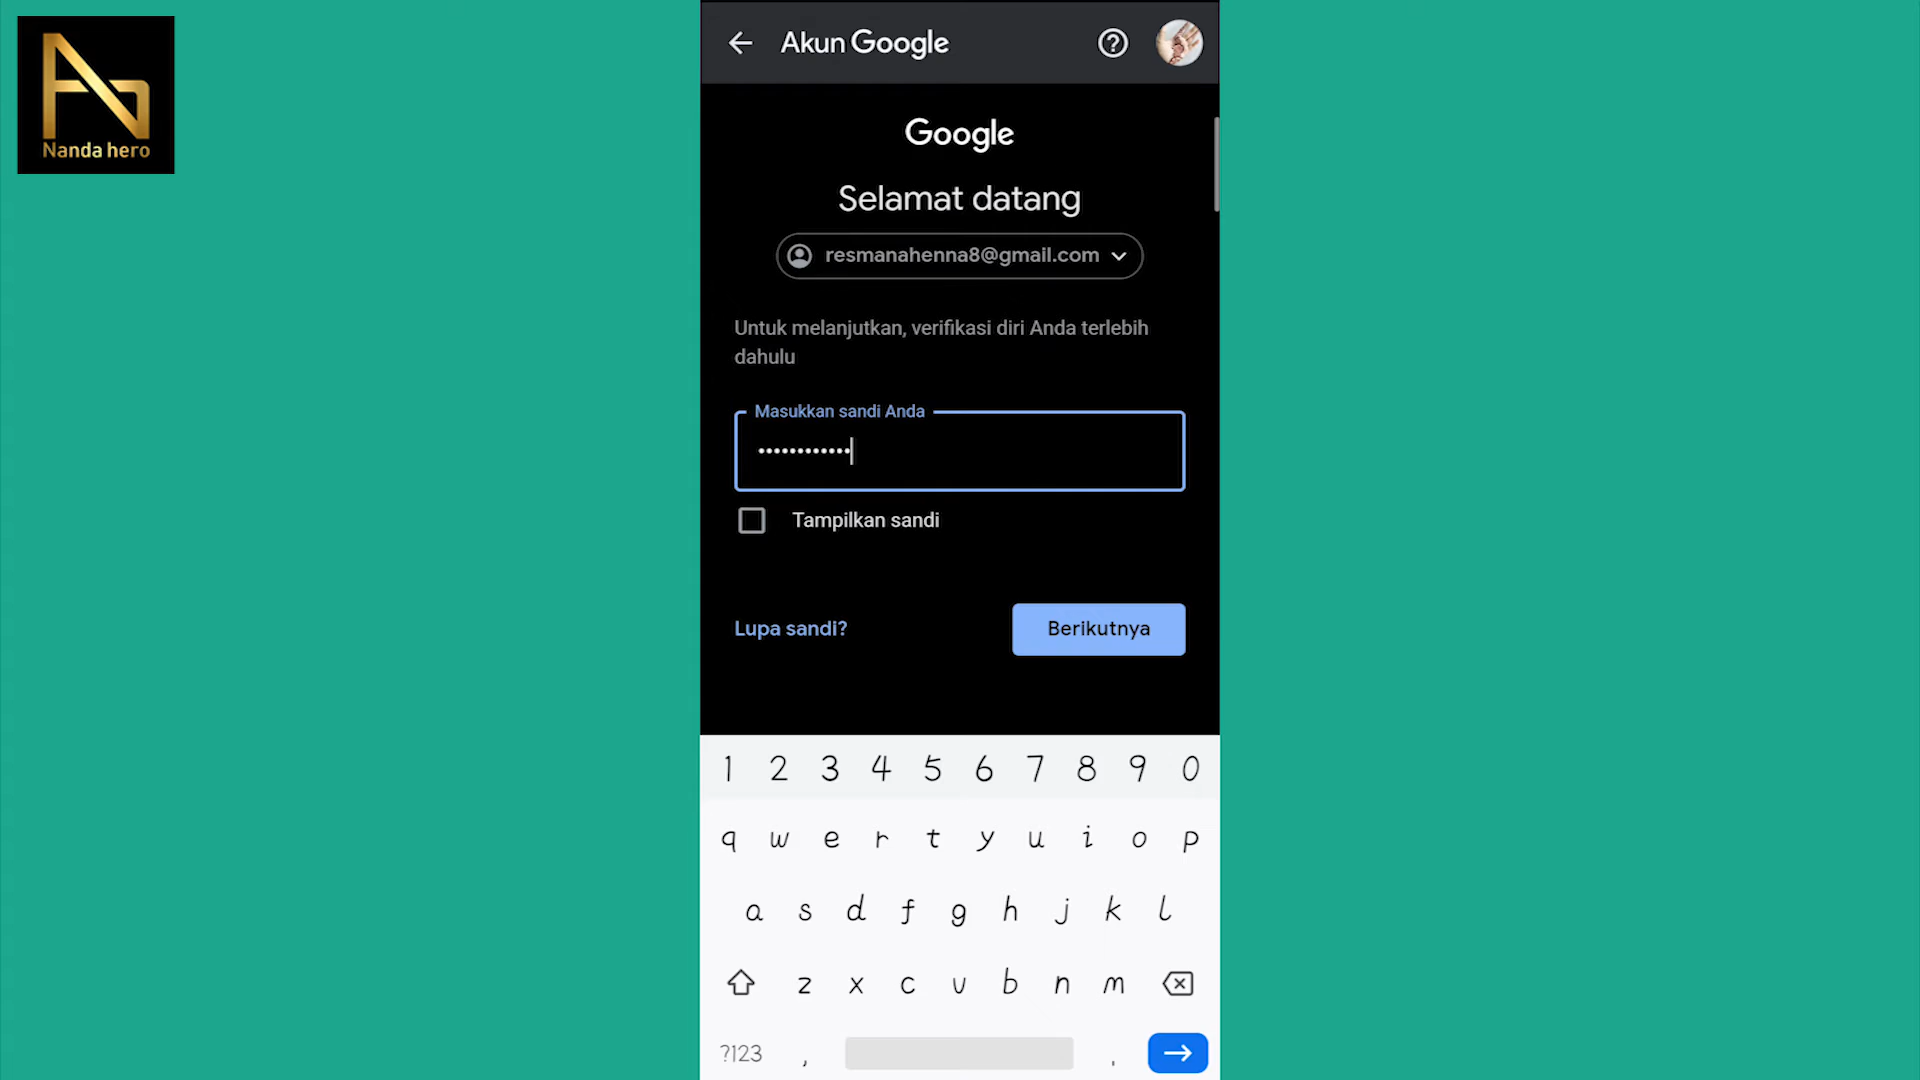 Nanda hero
Akun Google
Google
Selamat datang
resmanahenna8@gmail.com
Untuk melanjutkan, verifikasi diri Anda terlebih
dahulu
Masukkan sandi Anda
••••••••••••
Tampilkan sandi
Lupa sandi?
Berikutnya
1 2 3 4 5 6 7 8 9 0
q w e r t y u i o p
a s d f g h j k l
z x c v b n m
?123 , .